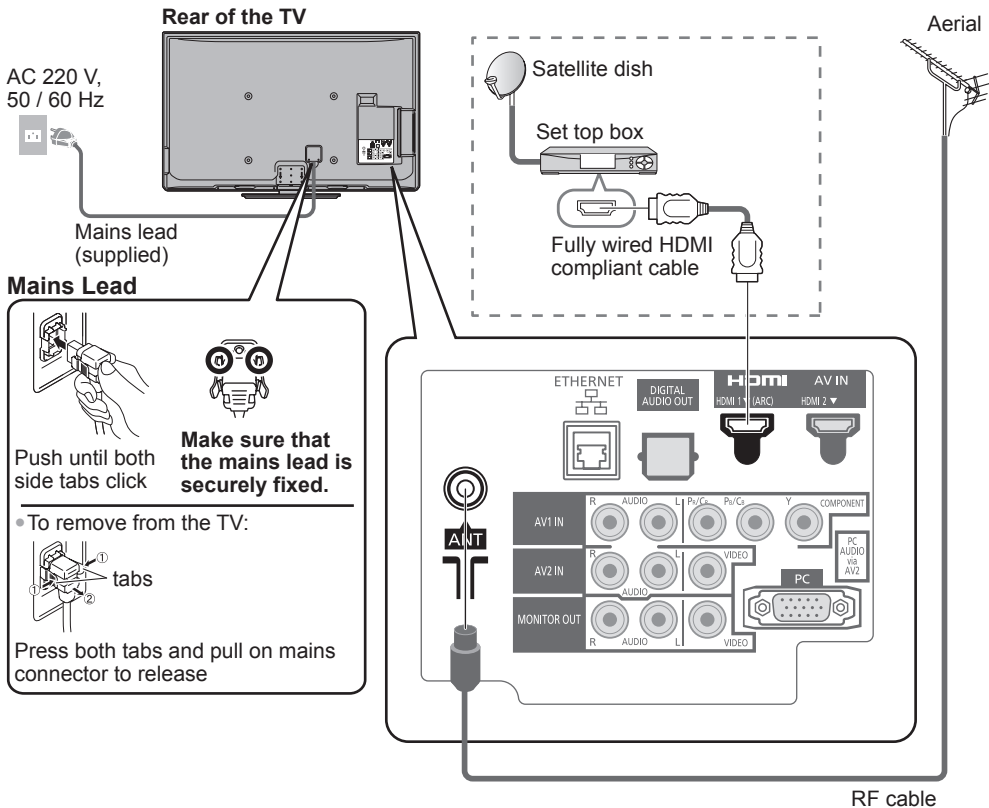 Rear of the TV
AC 220 V,
50 / 60 Hz
Mains lead
(supplied)
Satellite dish
Set top box
Fully wired HDMI
compliant cable
Aerial
Mains Lead
Push until both
side tabs click
Make sure that
the mains lead is
securely fixed.
•To remove from the TV:
①
tabs
①
②
Press both tabs and pull on mains
connector to release
ETHERNET
DIGITAL
AUDIO OUT
HDMI
AV IN
HDMI 1 ▼ (ARC)
HDMI 2 ▼
ANT
AV1 IN
R AUDIO L PR/CR PB/CB Y COMPONENT
AV2 IN
R AUDIO L VIDEO
MONITOR OUT
R AUDIO L VIDEO
PC
AUDIO
via
AV2
PC
RF cable